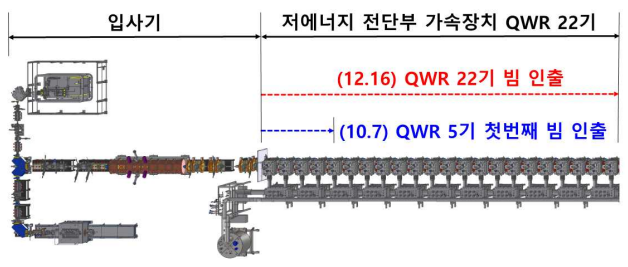 입사기
저에너지 전단부 가속장치 QWR 22기
(12.16) QWR 22기 빔 인출
(10.7) QWR 5기 첫번째 빔 인출